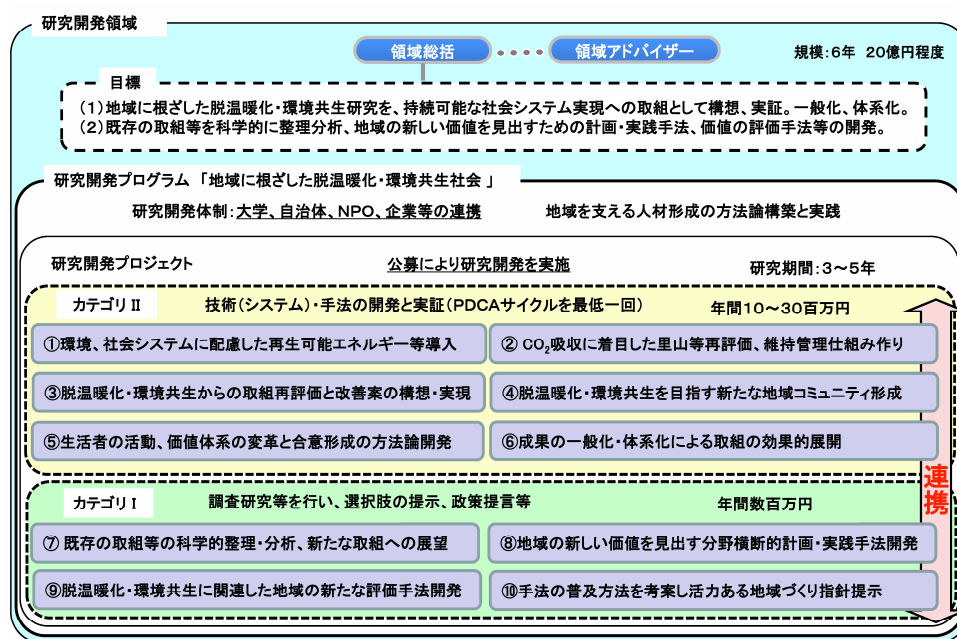 研究開発領域
領域総括
領域アドバイザー
規模：6年　20億円程度
目標
（1）地域に根ざした脱温暖化・環境共生研究を、持続可能な社会システム実現への取組として構想、実証。一般化、体系化。
（2）既存の取組等を科学的に整理分析、地域の新しい価値を見出すための計画・実践手法、価値の評価手法等の開発。
研究開発プログラム　「地域に根ざした脱温暖化・環境共生社会 」
研究開発体制：大学、自治体、NPO、企業等の連携
地域を支える人材形成の方法論構築と実践
研究開発プロジェクト
公募により研究開発を実施
研究期間：3～5年
カテゴリ II
技術（システム）・手法の開発と実証（PDCAサイクルを最低一回）
年間10～30百万円
①環境、社会システムに配慮した再生可能エネルギー等導入
② CO₂吸収に着目した里山等再評価、維持管理仕組み作り
③脱温暖化・環境共生からの取組再評価と改善案の構想・実現
④脱温暖化・環境共生を目指す新たな地域コミュニティ形成
⑤生活者の活動、価値体系の変革と合意形成の方法論開発
⑥成果の一般化・体系化による取組の効果的展開
カテゴリ I
調査研究等を行い、選択肢の提示、政策提言等
年間数百万円
⑦ 既存の取組等の科学的整理・分析、新たな取組への展望
⑧地域の新しい価値を見出す分野横断的計画・実践手法開発
⑨脱温暖化・環境共生に関連した地域の新たな評価手法開発
⑩手法の普及方法を考案し活力ある地域づくり指針提示
連携